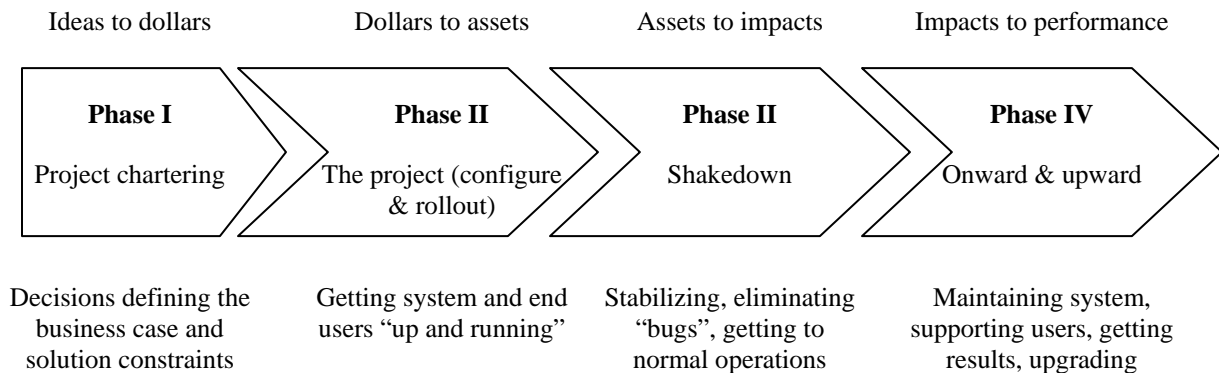 Ideas to dollars
Dollars to assets
Assets to impacts
Impacts to performance
Phase I
Project chartering
Phase II
The project (configure
& rollout)
Phase II
Shakedown
Phase IV
Onward & upward
Decisions defining the
business case and
solution constraints
Getting system and end
users “up and running”
Stabilizing, eliminating
“bugs”, getting to
normal operations
Maintaining system,
supporting users, getting
results, upgrading